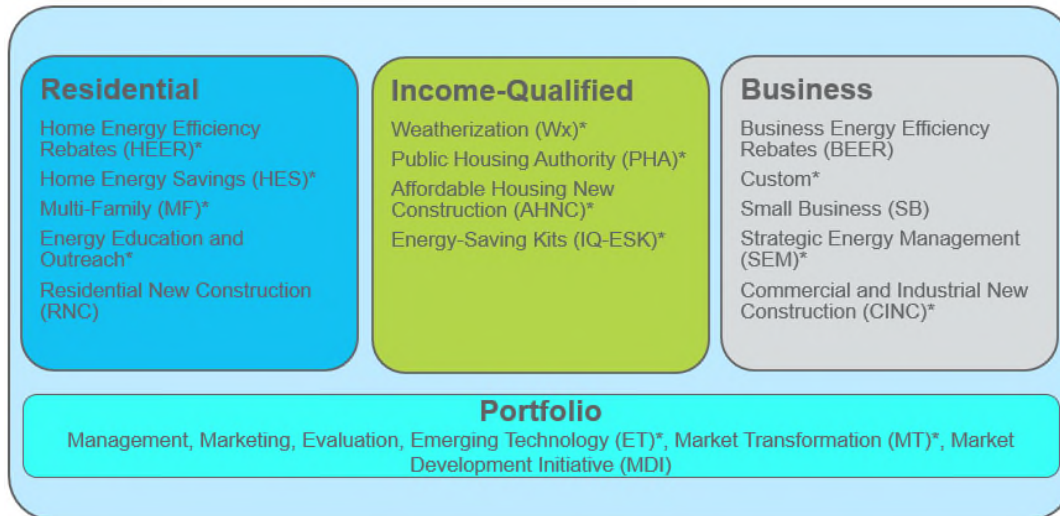 Residential
Home Energy Efficiency
Rebates (HEER)*
Home Energy Savings (HES)*
Multi-Family (MF)*
Energy Education and
Outreach*
Residential New Construction
(RNC)
Income-Qualified
Weatherization (Wx)*
Public Housing Authority (PHA)*
Affordable Housing New
Construction (AHNC)*
Energy-Saving Kits (IQ-ESK)*
Business
Business Energy Efficiency
Rebates (BEER)
Custom*
Small Business (SB)
Strategic Energy Management
(SEM)*
Commercial and Industrial New
Construction (CINC)*
Portfolio
Management, Marketing, Evaluation, Emerging Technology (ET)*, Market Transformation (MT)*, Market
Development Initiative (MDI)